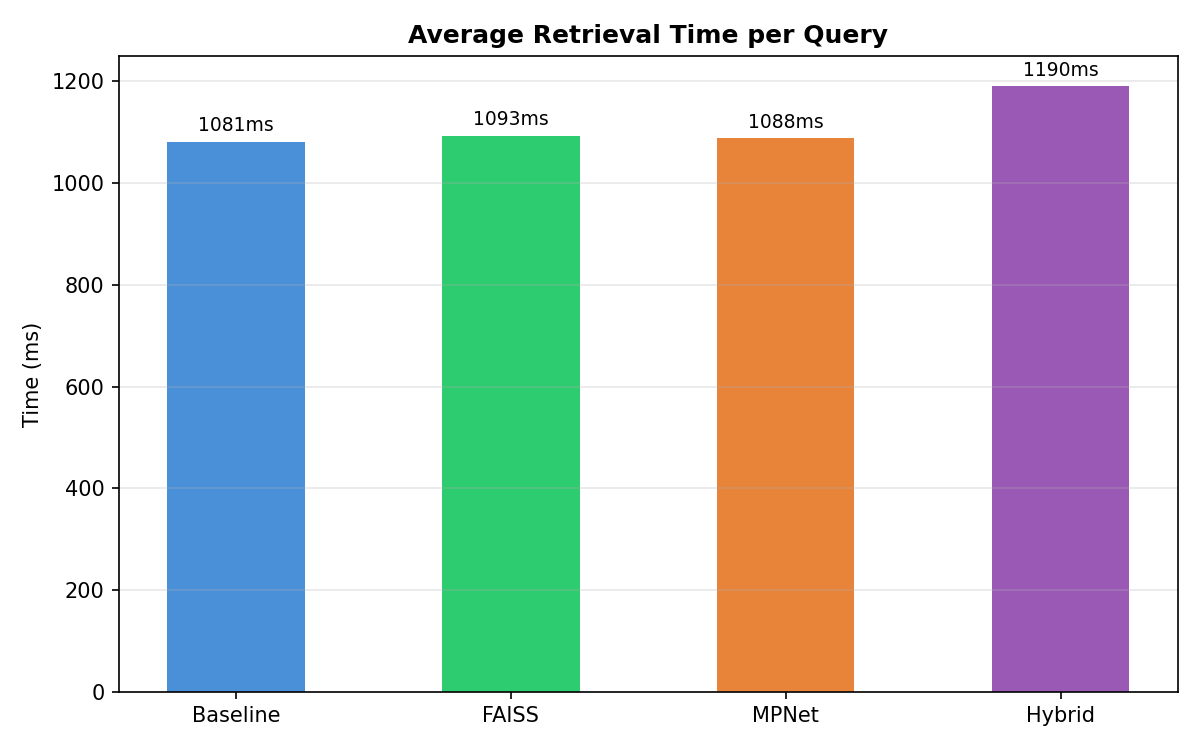 Average Retrieval Time per Query
Time (ms)
1200
1000
800
600
400
200
0
1081ms
1093ms
1088ms
1190ms
Baseline
FAISS
MPNet
Hybrid